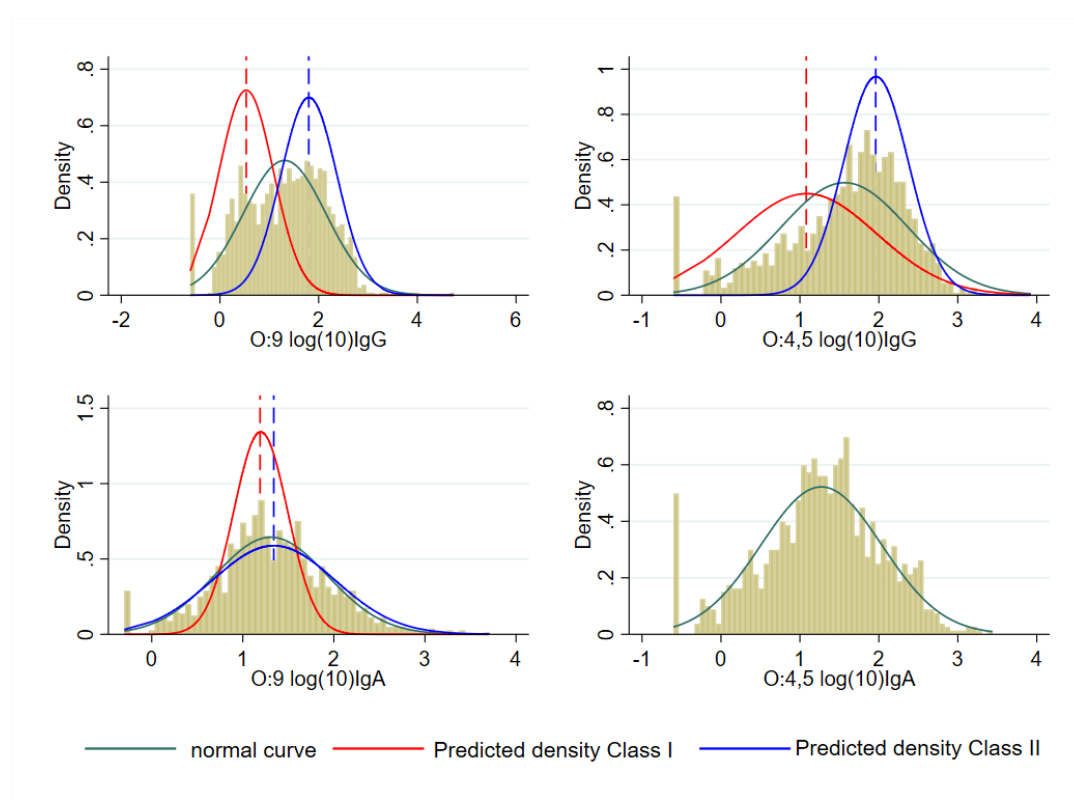 Density
.8
.6
.4
.2
0
-2 0 2 4 6
O:9 log(10)IgG
Density
1
.8
.6
.4
.2
0
-1 0 1 2 3 4
O:4,5 log(10)IgG
Density
1.5
1
.5
0
0 1 2 3 4
O:9 log(10)IgA
Density
.8
.6
.4
.2
0
-1 0 1 2 3 4
O:4,5 log(10)IgA
normal curve Predicted density Class I Predicted density Class II